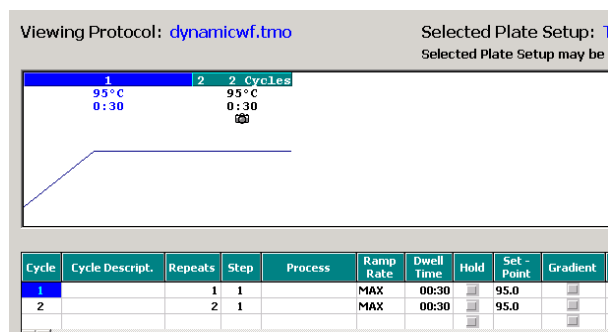 Viewing Protocol: dynamicwf.tmo Selected Plate Setup:
Selected Plate Setup may be
1 2 2 Cycles
95°C 95°C
0:30 0:30
Cycle Cycle Descript. Repeats Step Process Ramp Rate Dwell Time Hold Set - Point Gradient
1 1 1 MAX 00:30 95.0
2 2 1 MAX 00:30 95.0